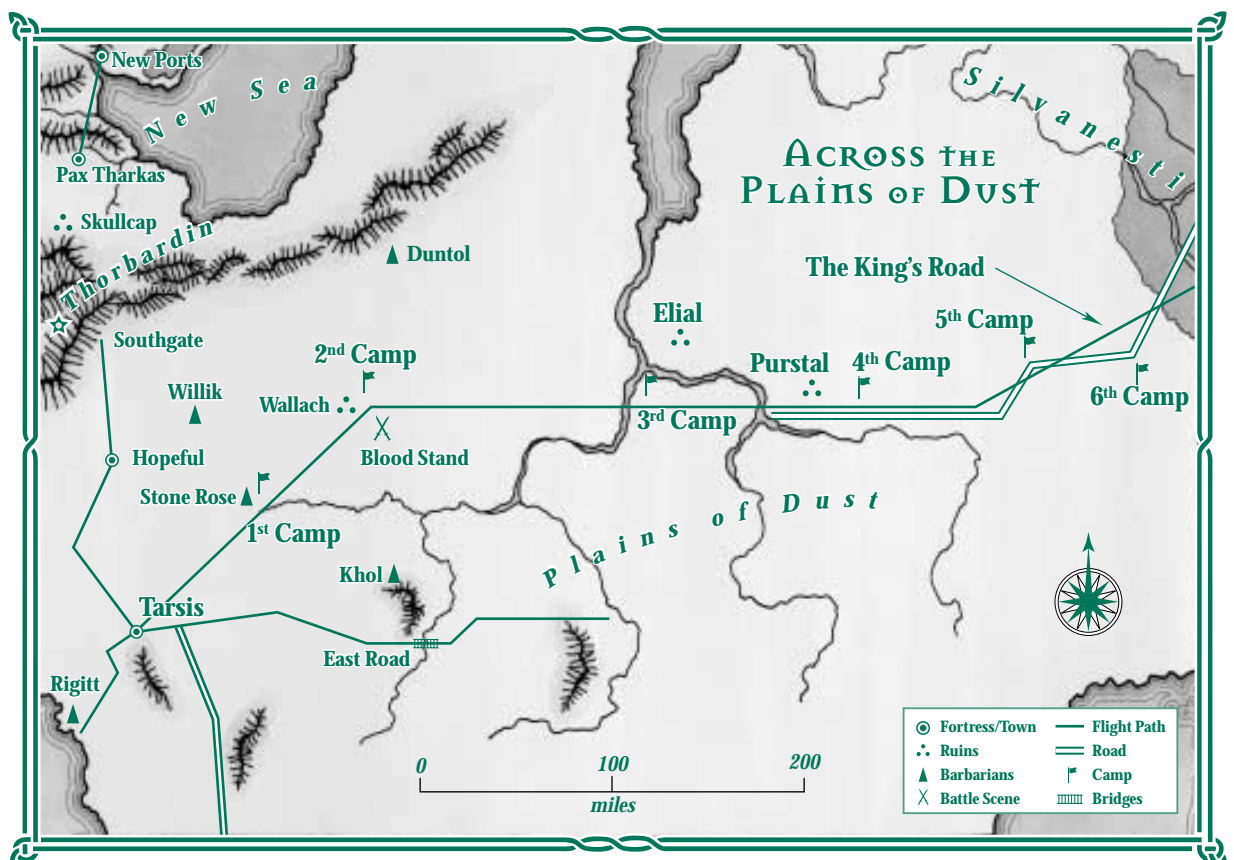 New Ports
New Sea
Silvanesti
Pax Tharkas
ACROSS THE
PLAINS OF DUST
Skullcap
Thorbardin
Duntol
The King's Road
Elial
5th Camp
Southgate
2nd Camp
Purstal
4th Camp
Willik
Wallach
3rd Camp
6th Camp
Hopeful
Blood Stand
Stone Rose
1st Camp
Plains of Dust
Khol
Tarsis
East Road
Rigitt
0 100 200
miles
Fortress/Town
Flight Path
Ruins
Road
Barbarians
Camp
Battle Scene
Bridges